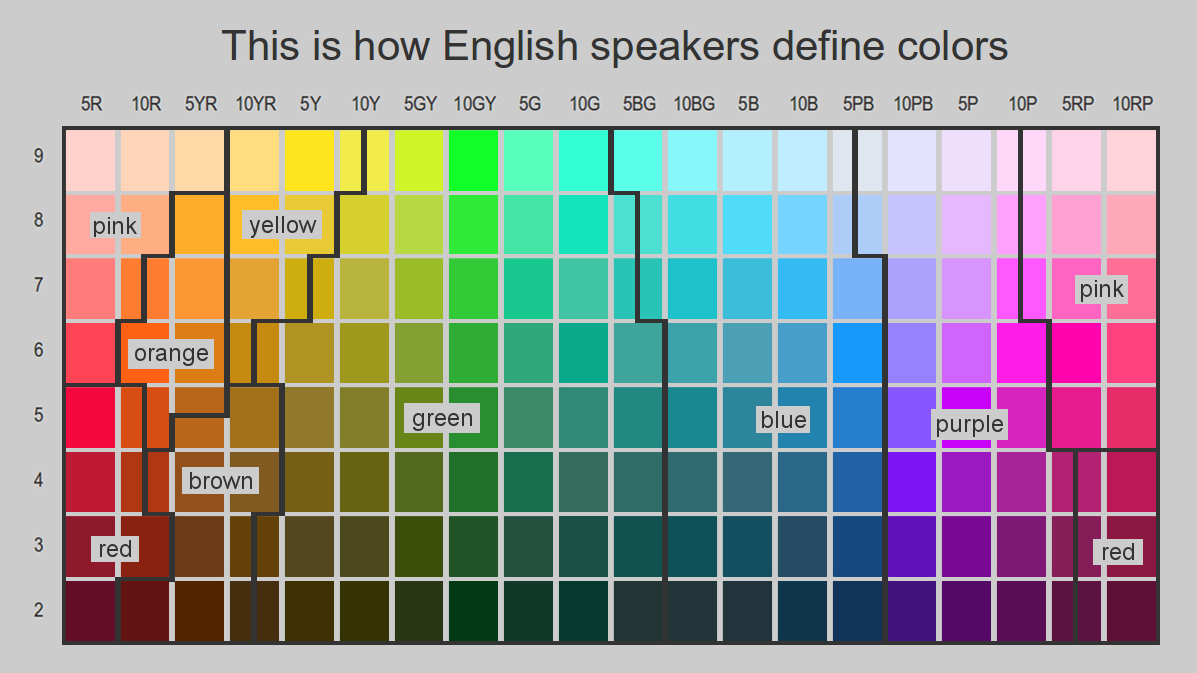 This is how English speakers define colors
5R 10R 5YR 10YR 5Y 10Y 5GY 10GY 5G 10G 5BG 10BG 5B 10B 5PB 10PB 5P 10P 5RP 10RP
9
8
pink yellow
7
pink
6
orange
5
green blue purple
4
brown
3
red red
2